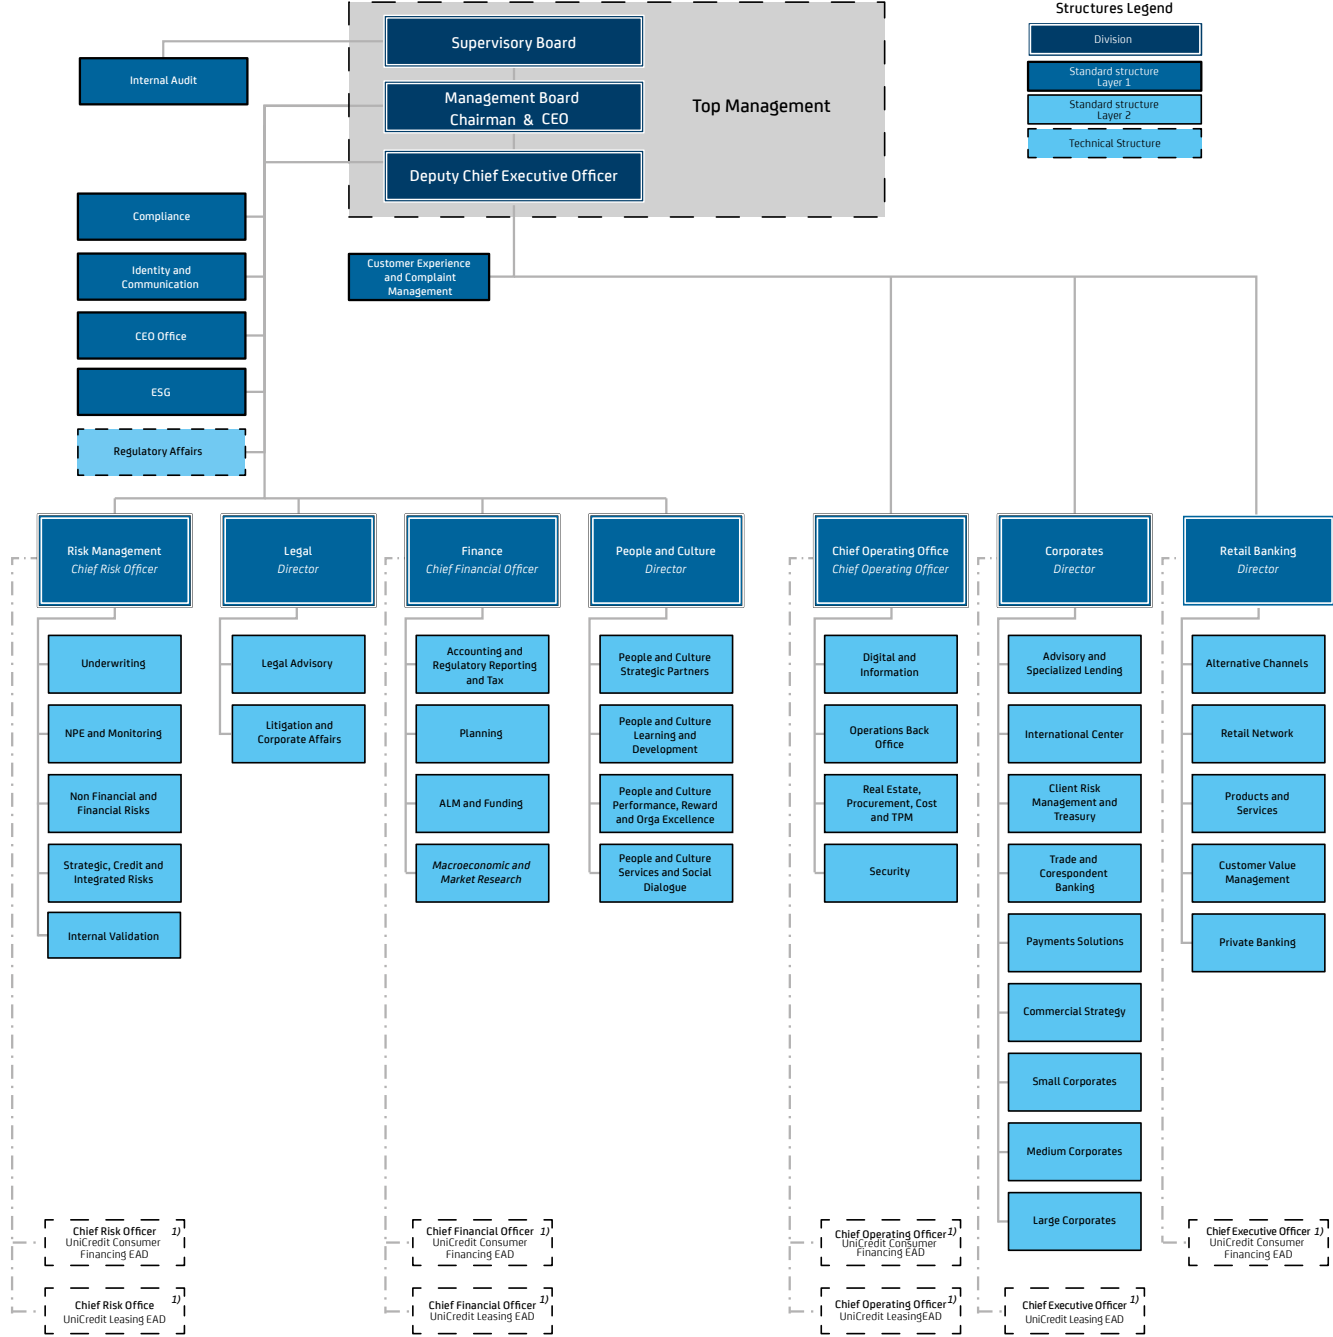 Structures Legend
Division
Standard structure
Layer 1
Standard structure
Layer 2
Technical Structure
Supervisory Board
Management Board
Chairman & CEO
Deputy Chief Executive Officer
Top Management
Internal Audit
Compliance
Identity and
Communication
CEO Office
ESG
Regulatory Affairs
Customer Experience
and Complaint
Management
Risk Management
Chief Risk Officer
Legal
Director
Finance
Chief Financial Officer
People and Culture
Director
Chief Operating Office
Chief Operating Officer
Corporates
Director
Retail Banking
Director
Underwriting
NPE and Monitoring
Non Financial and
Financial Risks
Strategic, Credit and
Integrated Risks
Internal Validation
Legal Advisory
Litigation and
Corporate Affairs
Accounting and
Regulatory Reporting
and Tax
Planning
ALM and Funding
Macroeconomic and
Market Research
People and Culture
Strategic Partners
People and Culture
Learning and
Development
People and Culture
Performance, Reward
and Orga Excellence
People and Culture
Services and Social
Dialogue
Digital and
Information
Operations Back
Office
Real Estate,
Procurement, Cost
and TPM
Security
Advisory and
Specialized Lending
International Center
Client Risk
Management and
Treasury
Trade and
Corespondent
Banking
Payments Solutions
Commercial Strategy
Small Corporates
Medium Corporates
Large Corporates
Alternative Channels
Retail Network
Products and
Services
Customer Value
Management
Private Banking
Chief Risk Officer 1)
UniCredit Consumer
Financing EAD
Chief Risk Office 1)
UniCredit Leasing EAD
Chief Financial Officer 1)
UniCredit Consumer
Financing EAD
Chief Financial Officer 1)
UniCredit Leasing EAD
Chief Operating Officer 1)
UniCredit Consumer
Financing EAD
Chief Operating Officer 1)
UniCredit LeasingEAD
Chief Executive Officer 1)
UniCredit Leasing EAD
Chief Executive Officer 1)
UniCredit Consumer
Financing EAD